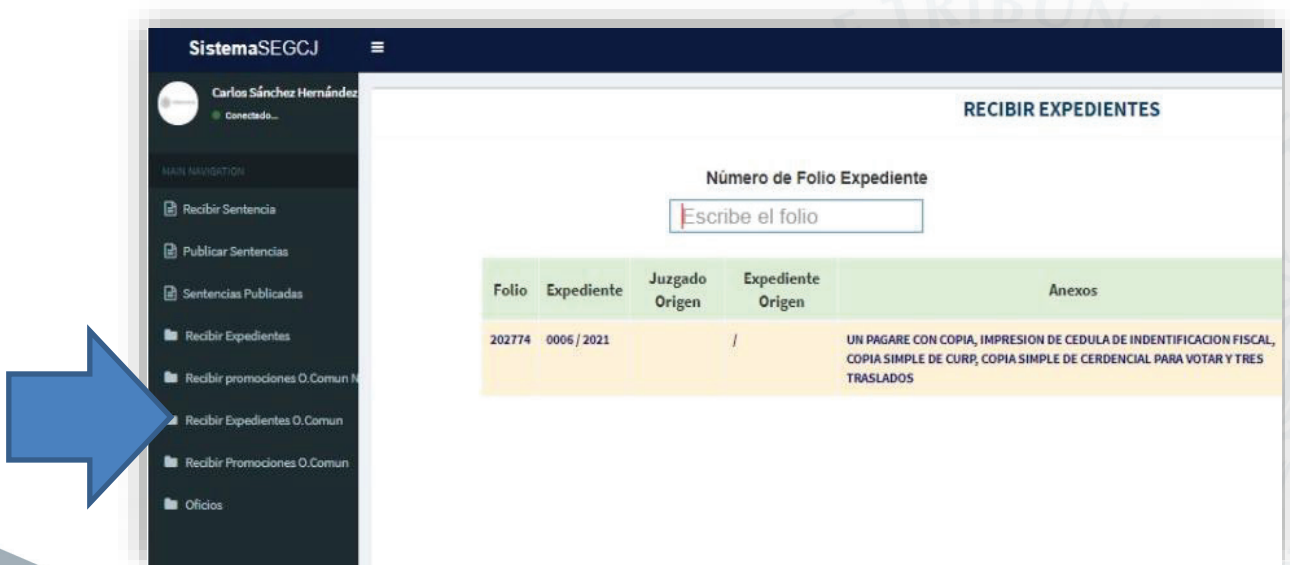 TRIBUNA
SistemaSEGCJ
Carlos Sánchez Hernández
Conectado...
MAIN NAVIGATION
Recibir Sentencia
Publicar Sentencias
Sentencias Publicadas
Recibir Expedientes
Recibir promociones O.Comun N
Recibir Expedientes O.Comun
Recibir Promociones O.Comun
Oficios
RECIBIR EXPEDIENTES
Número de Folio Expediente
Escribe el folio
Folio Expediente Juzgado Origen Expediente Origen Anexos
202774 0006 / 2021 / UN PAGARE CON COPIA, IMPRESION DE CEDULA DE INDENTIFICACION FISCAL,
COPIA SIMPLE DE CURP, COPIA SIMPLE DE CERDENCIAL PARA VOTAR Y TRES
TRASLADOS